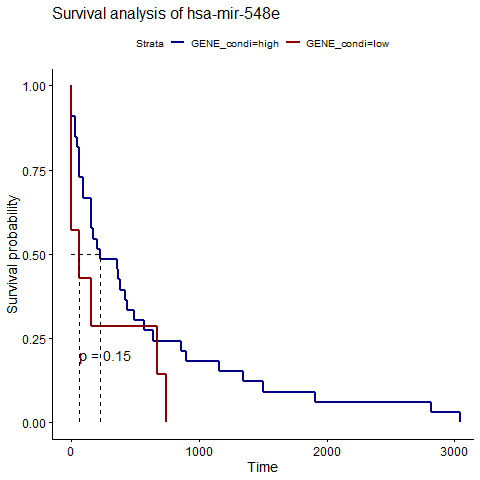 Survival analysis of hsa-mir-548e
Strata GENE_condi=high GENE_condi=low
1.00
0.75
0.50
0.25
0.00
Survival probability
p = 0.15
0 1000 2000 3000
Time